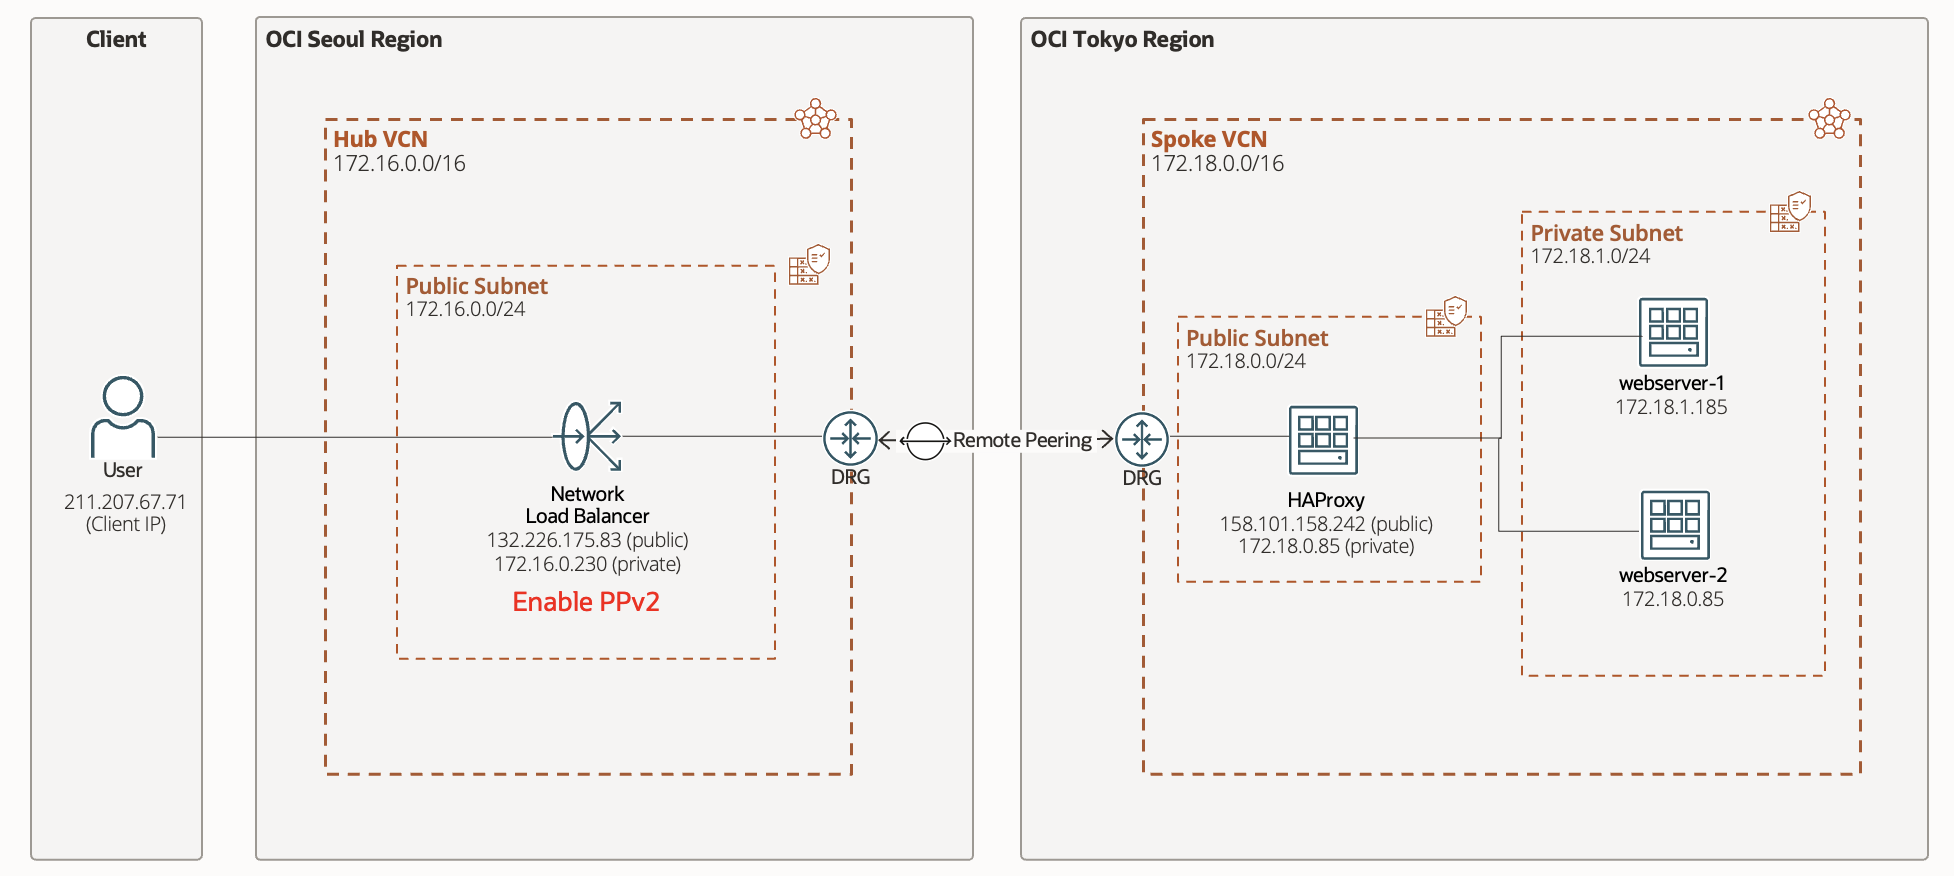 Client
User
211.207.67.71
(Client IP)
OCI Seoul Region
Hub VCN
172.16.0.0/16
Public Subnet
172.16.0.0/24
Network
Load Balancer
132.226.175.83 (public)
172.16.0.230 (private)
Enable PPv2
DRG
Remote Peering
OCI Tokyo Region
Spoke VCN
172.18.0.0/16
DRG
Public Subnet
172.18.0.0/24
HAProxy
158.101.158.242 (public)
172.18.0.85 (private)
Private Subnet
172.18.1.0/24
webserver-1
172.18.1.185
webserver-2
172.18.0.85